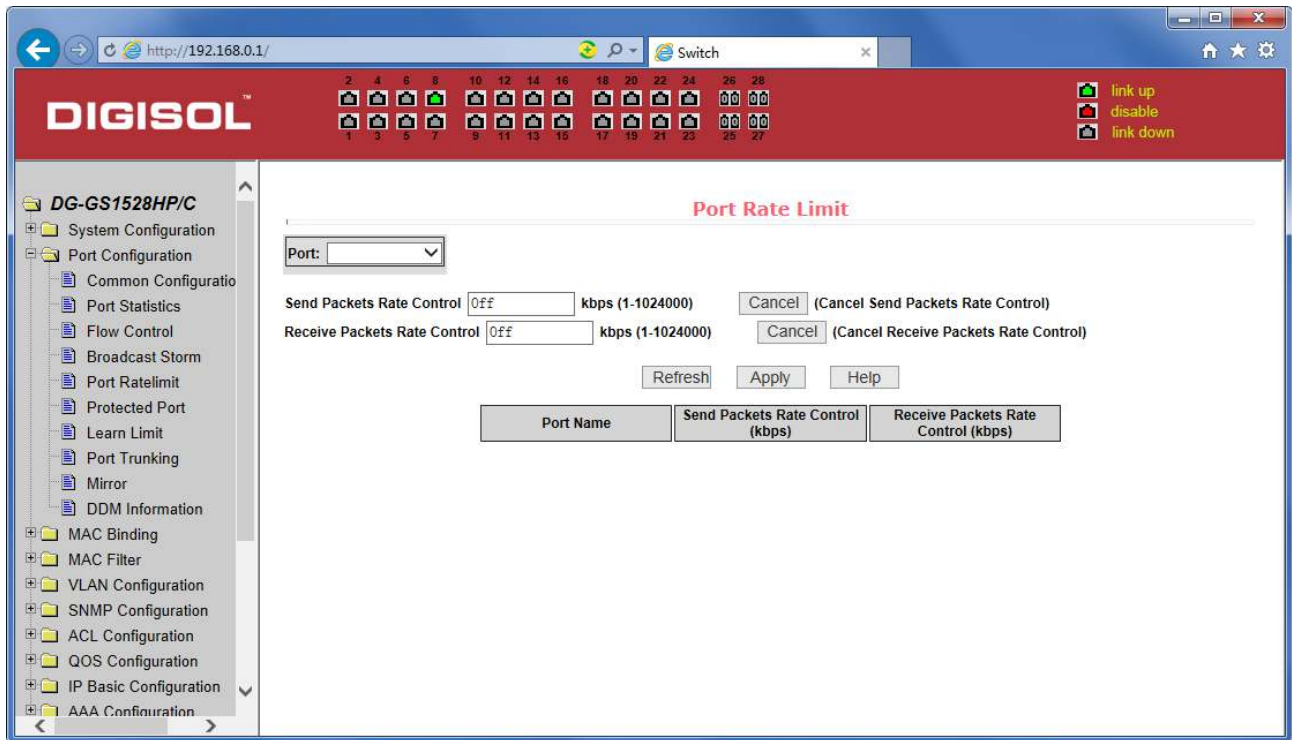 http://192.168.0.1/
Switch
DIGISOL™
2 4 6 8 10 12 14 16 18 20 22 24 26 28
1 3 5 7 9 11 13 15 17 19 21 23 25 27
link up
disable
link down
DG-GS1528HP/C
System Configuration
Port Configuration
Common Configuratio
Port Statistics
Flow Control
Broadcast Storm
Port Ratelimit
Protected Port
Learn Limit
Port Trunking
Mirror
DDM Information
MAC Binding
MAC Filter
VLAN Configuration
SNMP Configuration
ACL Configuration
QOS Configuration
IP Basic Configuration
AAA Configuration
Port Rate Limit
Port:
Send Packets Rate Control Off kbps (1-1024000) Cancel (Cancel Send Packets Rate Control)
Receive Packets Rate Control Off kbps (1-1024000) Cancel (Cancel Receive Packets Rate Control)
Refresh Apply Help
Port Name
Send Packets Rate Control
(kbps)
Receive Packets Rate
Control (kbps)